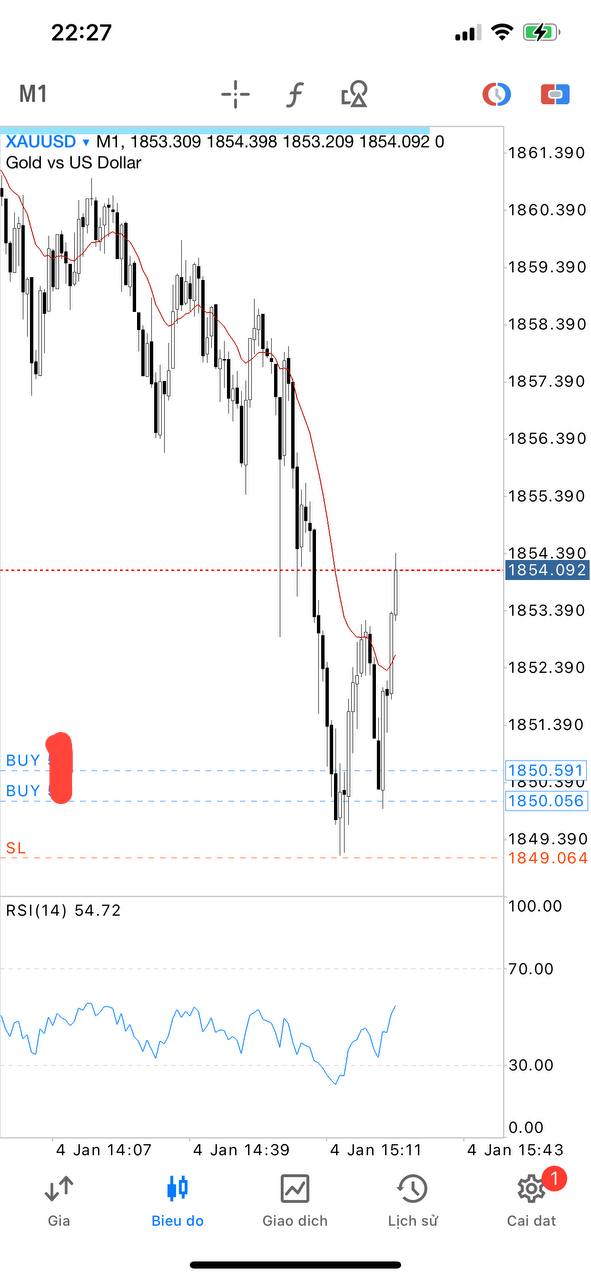 22:27
M1
XAUUSD M1, 1853.309 1854.398 1853.209 1854.092 0
Gold vs US Dollar
1861.390
1860.390
1859.390
1858.390
1857.390
1856.390
1855.390
1854.390
1854.092
1853.390
1852.390
1851.390
BUY
1850.591
1850.390
BUY
1850.056
1849.390
SL
1849.064
RSI(14) 54.72
100.00
70.00
30.00
0.00
4 Jan 14:07
4 Jan 14:39
4 Jan 15:11
4 Jan 15:43
1
Gia
Bieu do
Giao dich
Lịch sử
Cai dat